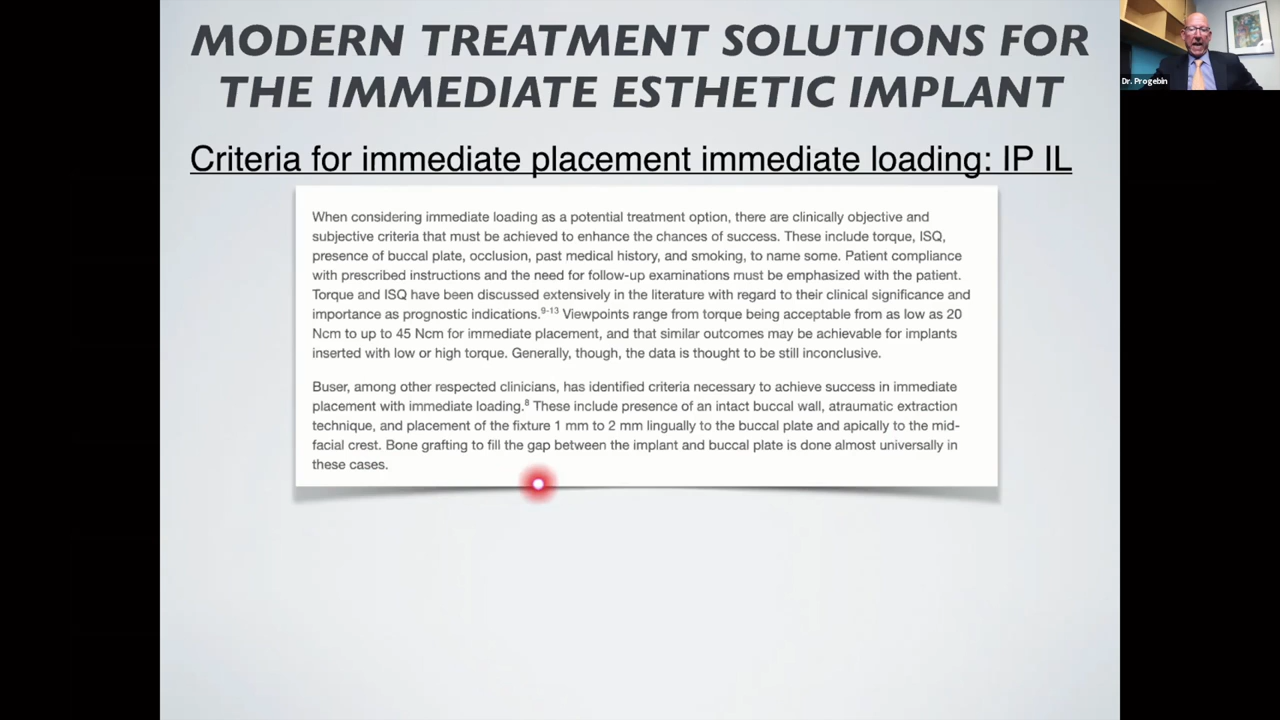 MODERN TREATMENT SOLUTIONS FOR
THE IMMEDIATE ESTHETIC IMPLANT
Dr. Progebin
Criteria for immediate placement immediate loading: IP IL
When considering immediate loading as a potential treatment option, there are clinically objective and
subjective criteria that must be achieved to enhance the chances of success. These include torque, ISQ,
presence of buccal plate, occlusion, past medical history, and smoking, to name some. Patient compliance
with prescribed instructions and the need for follow-up examinations must be emphasized with the patient.
Torque and ISQ have been discussed extensively in the literature with regard to their clinical significance and
importance as prognostic indications.9-13 Viewpoints range from torque being acceptable from as low as 20
Ncm to up to 45 Ncm for immediate placement, and that similar outcomes may be achievable for implants
inserted with low or high torque. Generally, though, the data is thought to be still inconclusive.
Buser, among other respected clinicians, has identified criteria necessary to achieve success in immediate
placement with immediate loading.8 These include presence of an intact buccal wall, atraumatic extraction
technique, and placement of the fixture 1 mm to 2 mm lingually to the buccal plate and apically to the mid-
facial crest. Bone grafting to fill the gap between the implant and buccal plate is done almost universally in
these cases.